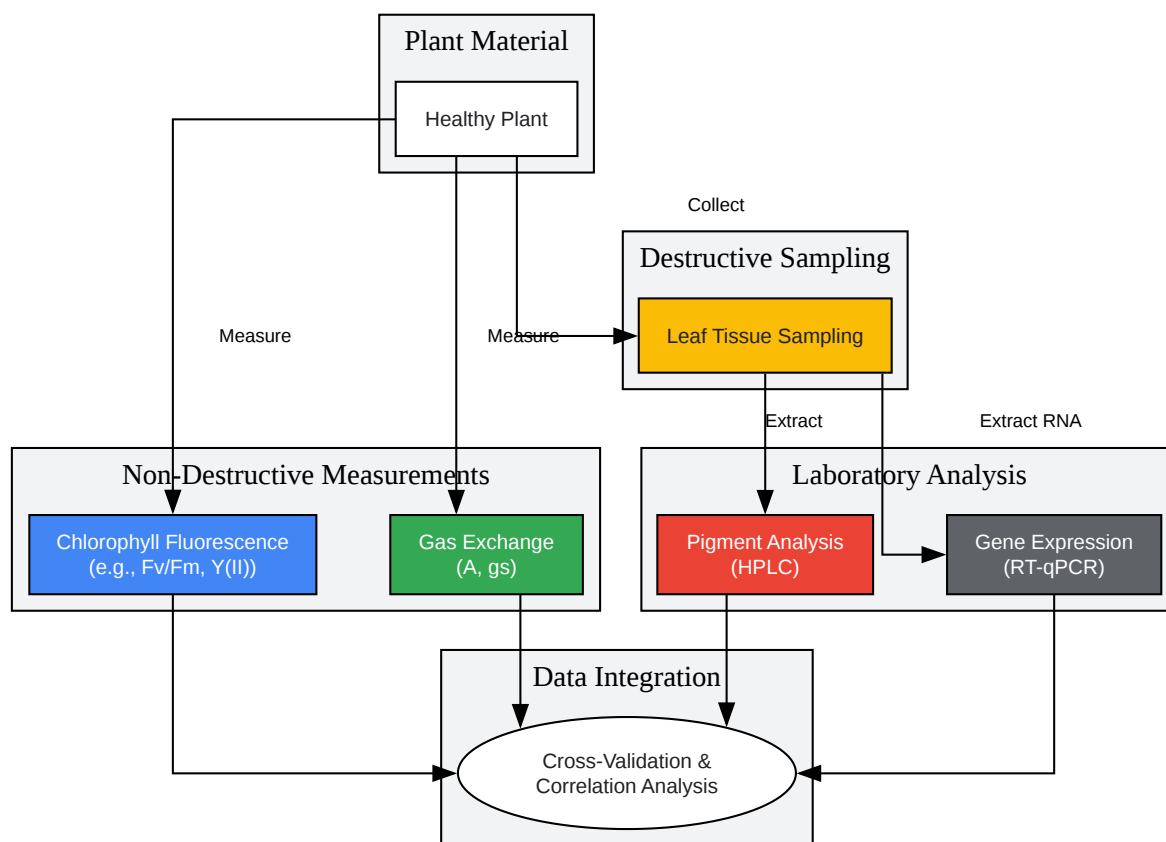 Plant Material
Healthy Plant
Collect
Destructive Sampling
Leaf Tissue Sampling
Measure
Measure
Extract
Extract RNA
Non-Destructive Measurements
Chlorophyll Fluorescence
(e.g., Fv/Fm, Y(II))
Gas Exchange
(A, gs)
Laboratory Analysis
Pigment Analysis
(HPLC)
Gene Expression
(RT-qPCR)
Data Integration
Cross-Validation &
Correlation Analysis